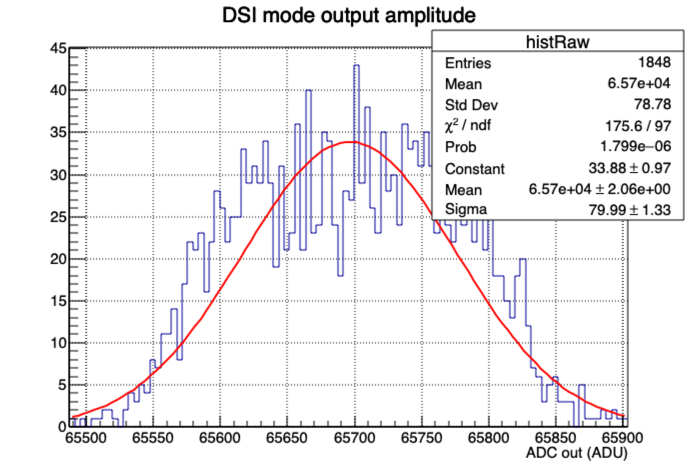 DSI mode output amplitude
histRaw
Entries 1848
Mean 6.57e+04
Std Dev 78.78
χ² / ndf 175.6 / 97
Prob 1.799e−06
Constant 33.88 ± 0.97
Mean 6.57e+04 ± 2.06e+00
Sigma 79.99 ± 1.33
45
40
35
30
25
20
15
10
5
0
65500 65550 65600 65650 65700 65750 65800 65850 65900
ADC out (ADU)